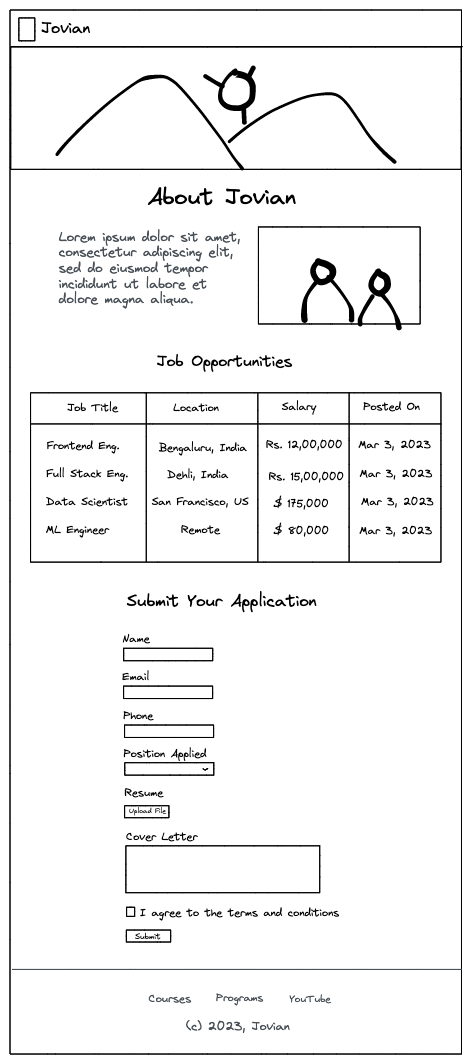 Jovian
About Jovian
Lorem ipsum dolor sit amet,
consectetur adipiscing elit,
sed do eiusmod tempor
incididunt ut labore et
dolore magna aliqua.
Job Opportunities
Job Title Location Salary Posted On
Frontend Eng. Bengaluru, India Rs. 12,00,000 Mar 3, 2023
Full Stack Eng. Dehli, India Rs. 15,00,000 Mar 3, 2023
Data Scientist San Francisco, US $ 175,000 Mar 3, 2023
ML Engineer Remote $ 80,000 Mar 3, 2023
Submit Your Application
Name
Email
Phone
Position Applied
Resume
Upload File
Cover Letter
I agree to the terms and conditions
Submit
Courses Programs YouTube
(c) 2023, Jovian